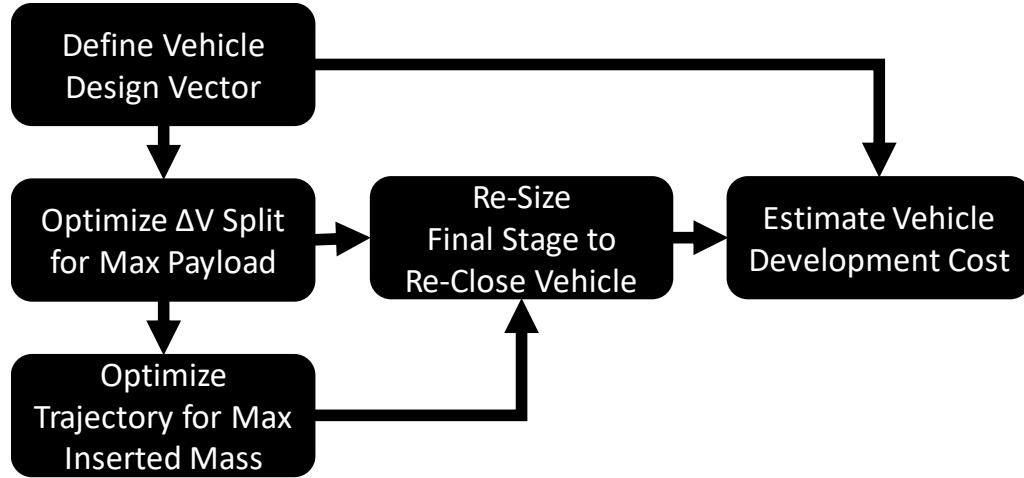 Define Vehicle
Design Vector
Optimize ΔV Split
for Max Payload
Re-Size
Final Stage to
Re-Close Vehicle
Estimate Vehicle
Development Cost
Optimize
Trajectory for Max
Inserted Mass